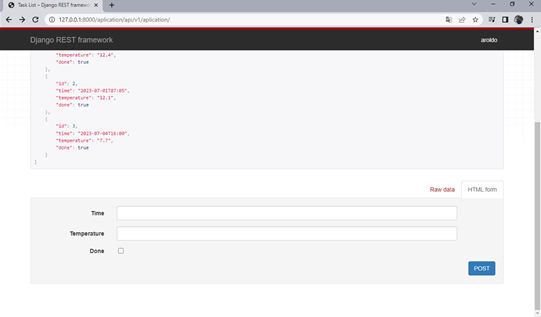 Task List – Django REST framew
127.0.0.1:8000/aplication/api/v1/aplication/
Django REST framework
aroldo
"temperature": "12.4",
"done": true
},
{
"id": 2,
"time": "2023-07-01T07:05",
"temperature": "12.1",
"done": true
},
{
"id": 3,
"time": "2023-07-04T16:00",
"temperature": "7.7",
"done": true
}
]
Raw data
HTML form
Time
Temperature
Done
POST